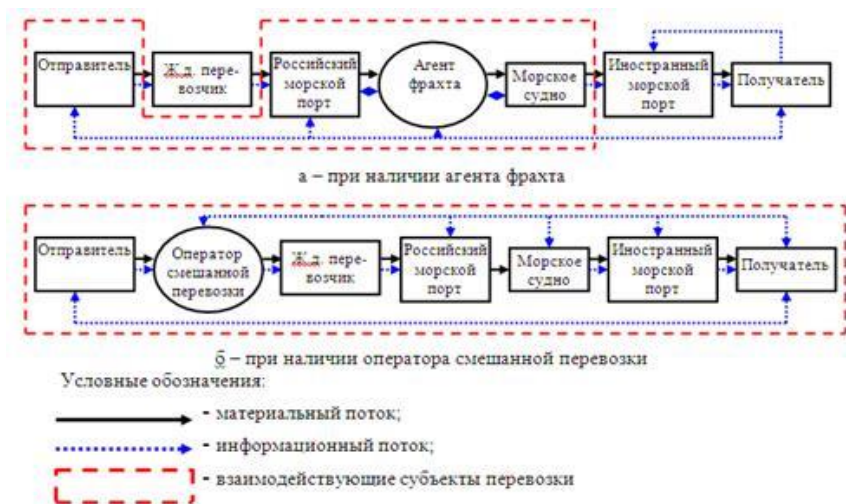 Отправитель
Ж.д. пере-
возчик
Российский
морской
порт
Агент
фрахта
Морское
судно
Иностранный
морской
порт
Получатель
а – при наличии агента фрахта
Отправитель
Оператор
смешанной
перевозки
Ж.д. пере-
возчик
Российский
морской
порт
Морское
судно
Иностранный
морской
порт
Получатель
б – при наличии оператора смешанной перевозки
Условные обозначения:
- материальный поток;
- информационный поток;
- взаимодействующие субъекты перевозки